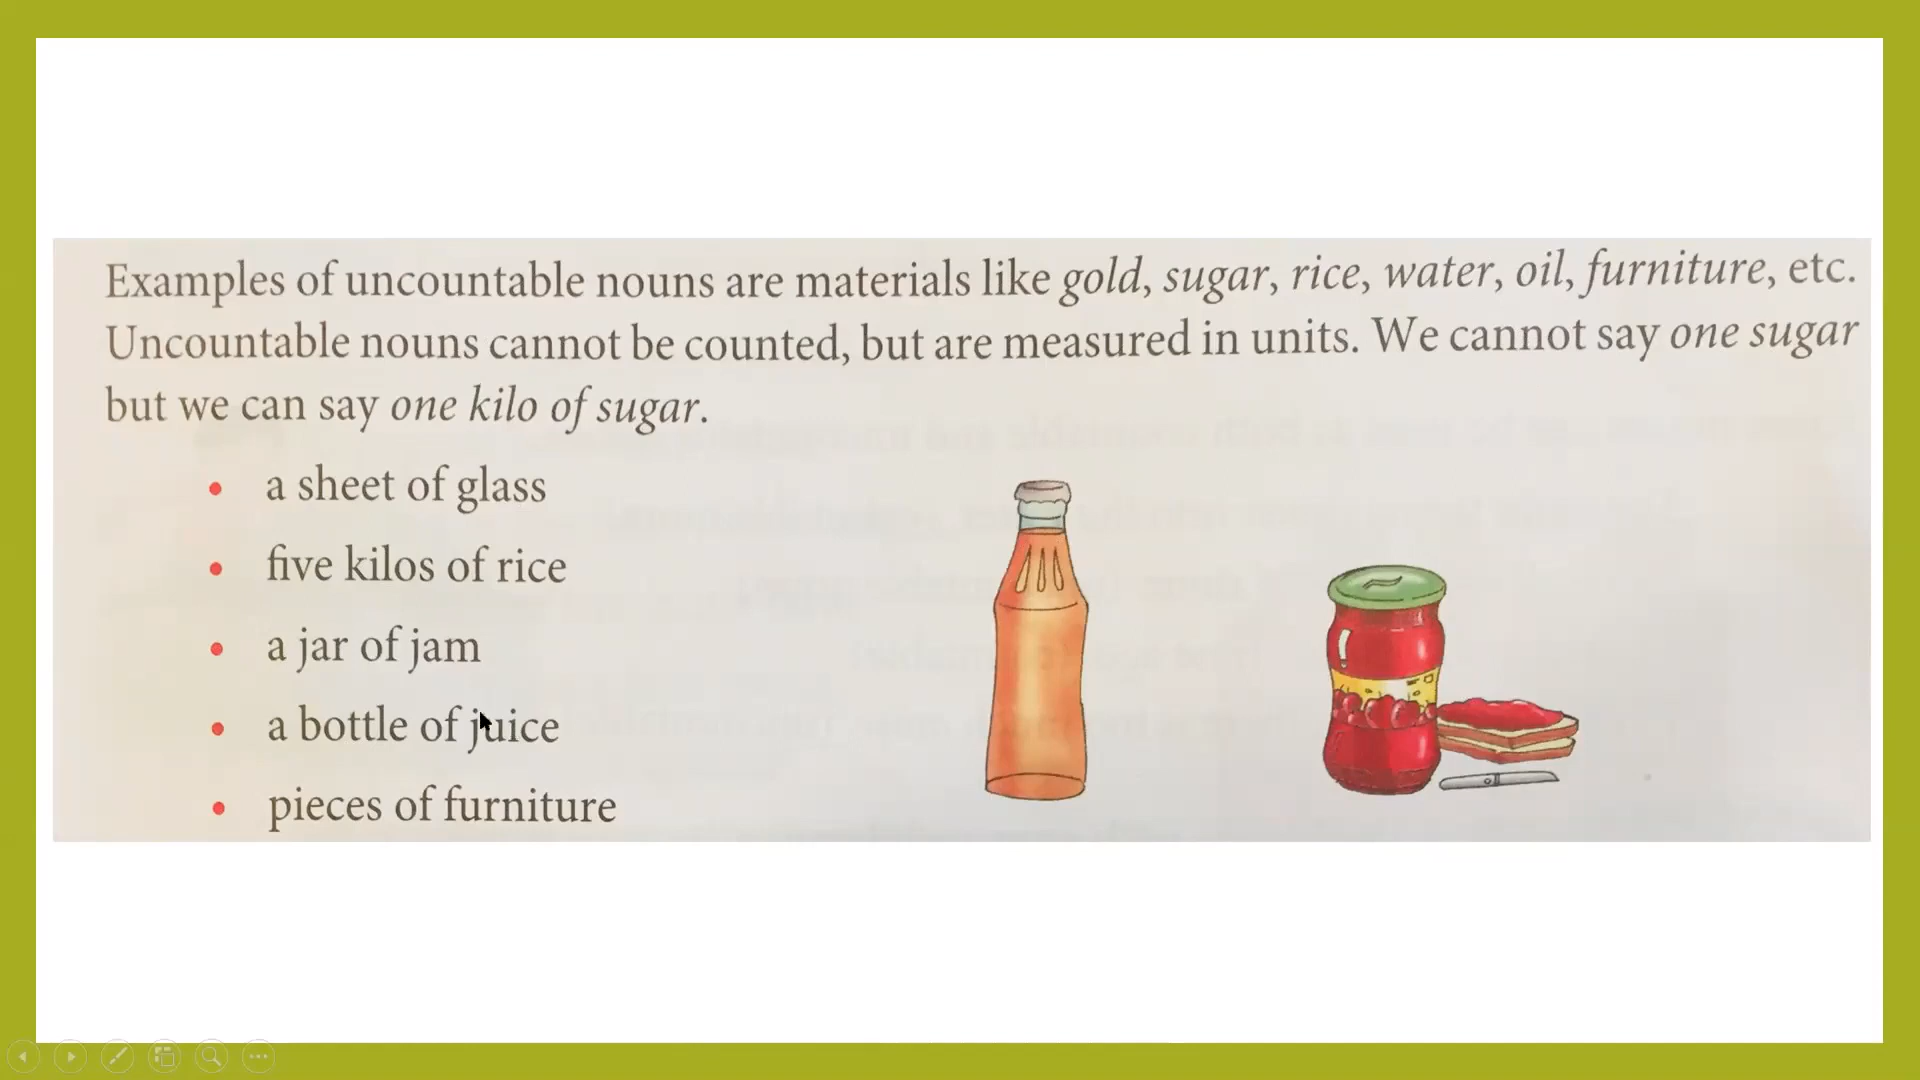 Examples of uncountable nouns are materials like gold, sugar, rice, water, oil, furniture, etc.
Uncountable nouns cannot be counted, but are measured in units. We cannot say one sugar
but we can say one kilo of sugar.
• a sheet of glass
• five kilos of rice
• a jar of jam
• a bottle of juice
• pieces of furniture